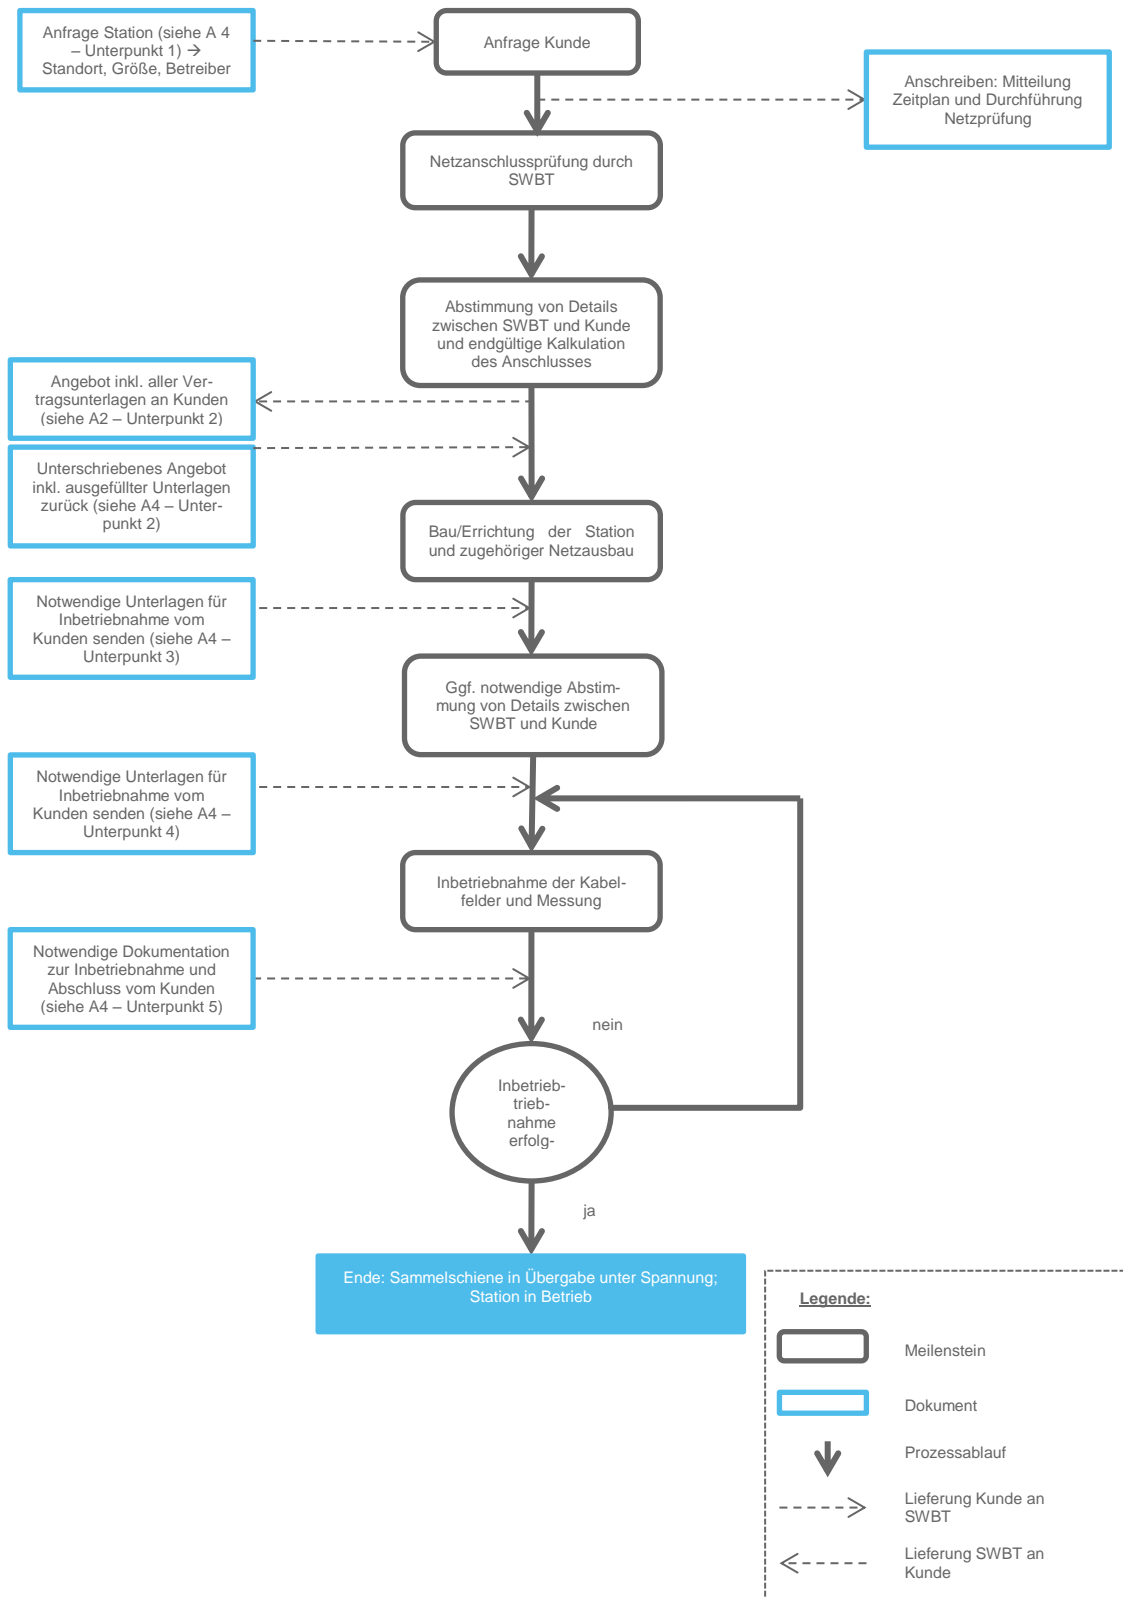 Anfrage Station (siehe A 4
– Unterpunkt 1) →
Standort, Größe, Betreiber
Anfrage Kunde
Anschreiben: Mitteilung
Zeitplan und Durchführung
Netzprüfung
Netzanschlussprüfung durch
SWBT
Abstimmung von Details
zwischen SWBT und Kunde
und endgültige Kalkulation
des Anschlusses
Angebot inkl. aller Ver-
tragsunterlagen an Kunden
(siehe A2 – Unterpunkt 2)
Unterschriebenes Angebot
inkl. ausgefüllter Unterlagen
zurück (siehe A4 – Unter-
punkt 2)
Bau/Errichtung der Station
und zugehöriger Netzausbau
Notwendige Unterlagen für
Inbetriebnahme vom
Kunden senden (siehe A4 –
Unterpunkt 3)
Ggf. notwendige Abstim-
mung von Details zwischen
SWBT und Kunde
Notwendige Unterlagen für
Inbetriebnahme vom
Kunden senden (siehe A4 –
Unterpunkt 4)
Inbetriebnahme der Kabel-
felder und Messung
Notwendige Dokumentation
zur Inbetriebnahme und
Abschluss vom Kunden
(siehe A4 – Unterpunkt 5)
nein
Inbetrieb-
trieb-
nahme
erfolg-
ja
Ende: Sammelschiene in Übergabe unter Spannung;
Station in Betrieb
Legende:
Meilenstein
Dokument
Prozessablauf
Lieferung Kunde an
SWBT
Lieferung SWBT an
Kunde